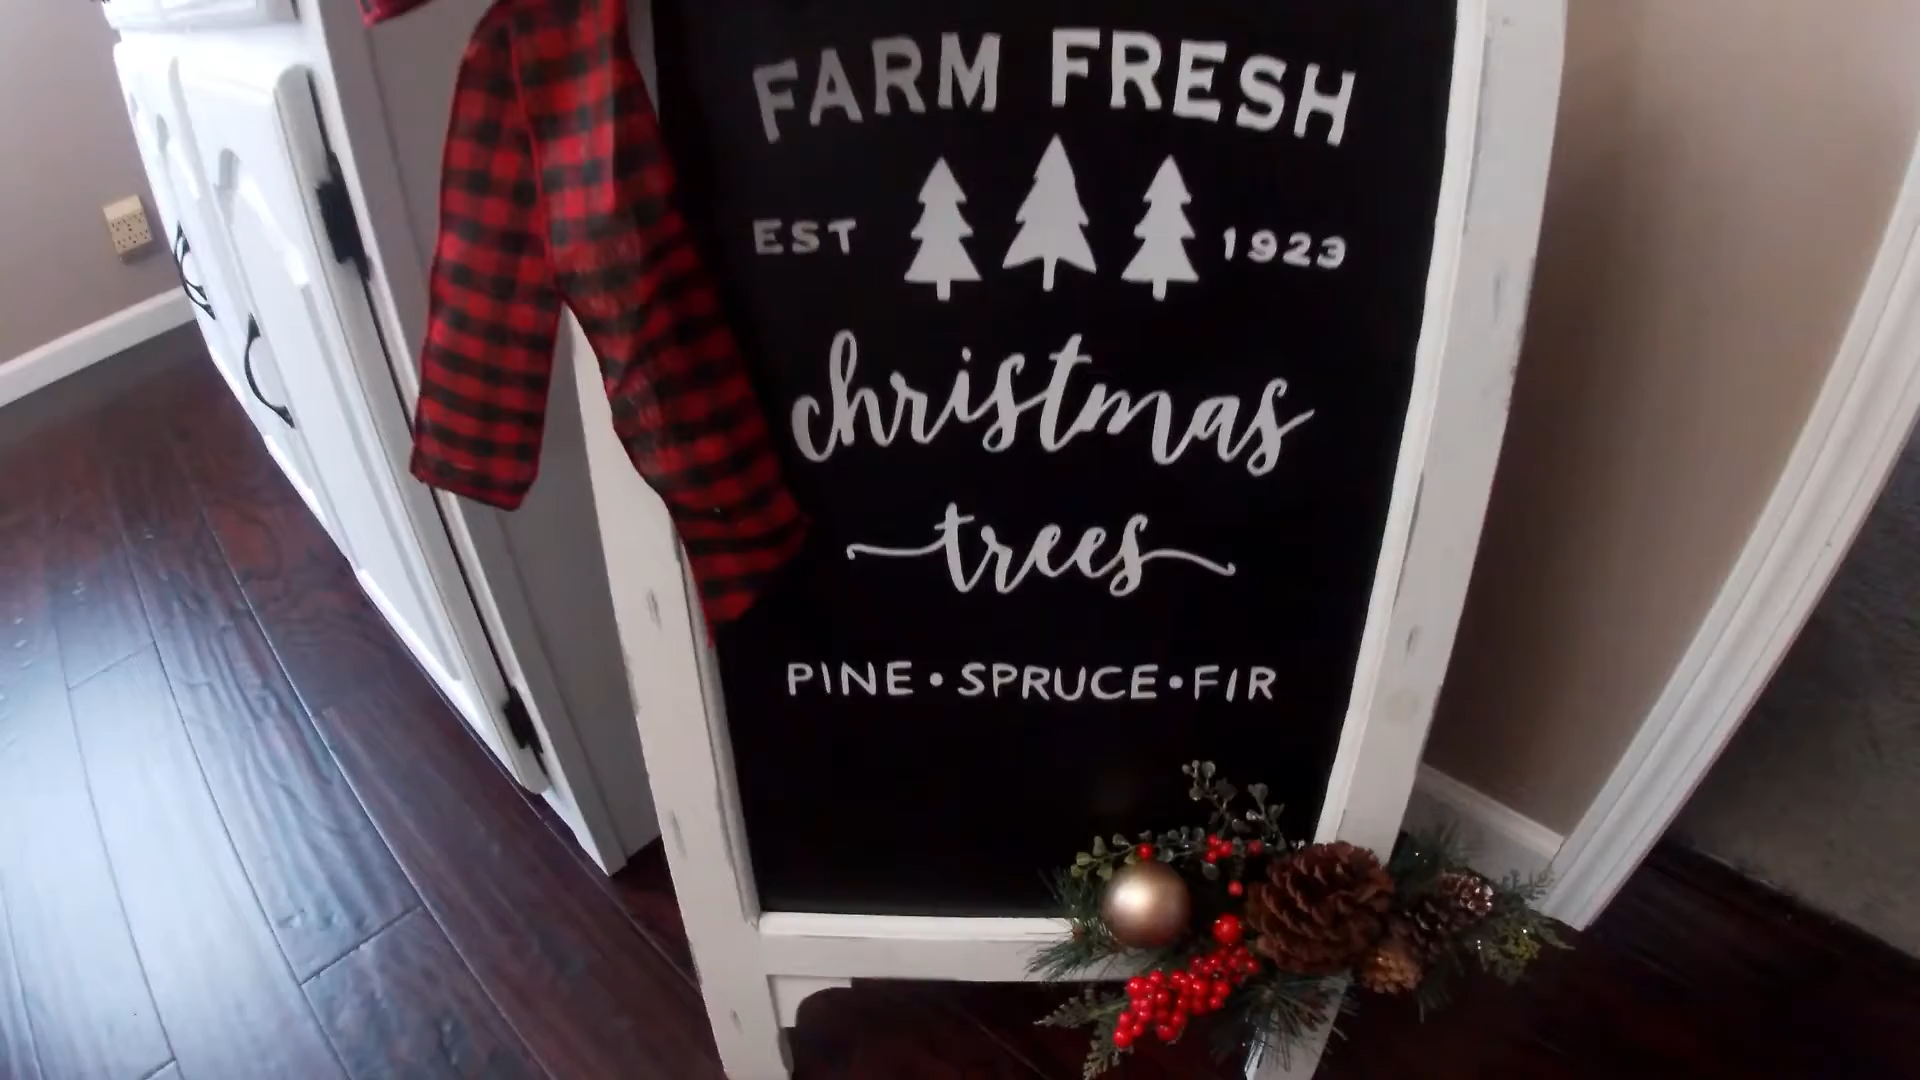 FARM FRESH
EST 1923
christmas
trees
PINE • SPRUCE • FIR